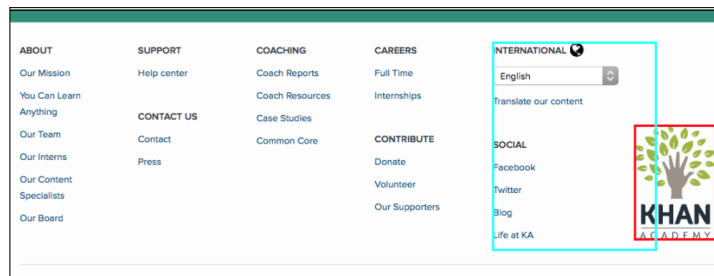 ABOUT
Our Mission
You Can Learn
Anything
Our Team
Our Interns
Our Content
Specialists
Our Board
SUPPORT
Help center
CONTACT US
Contact
Press
COACHING
Coach Reports
Coach Resources
Case Studies
Common Core
CAREERS
Full Time
Internships
CONTRIBUTE
Donate
Volunteer
Our Supporters
INTERNATIONAL
English
Translate our content
SOCIAL
Facebook
Twitter
Blog
Life at KA
KHAN
ACADEMY